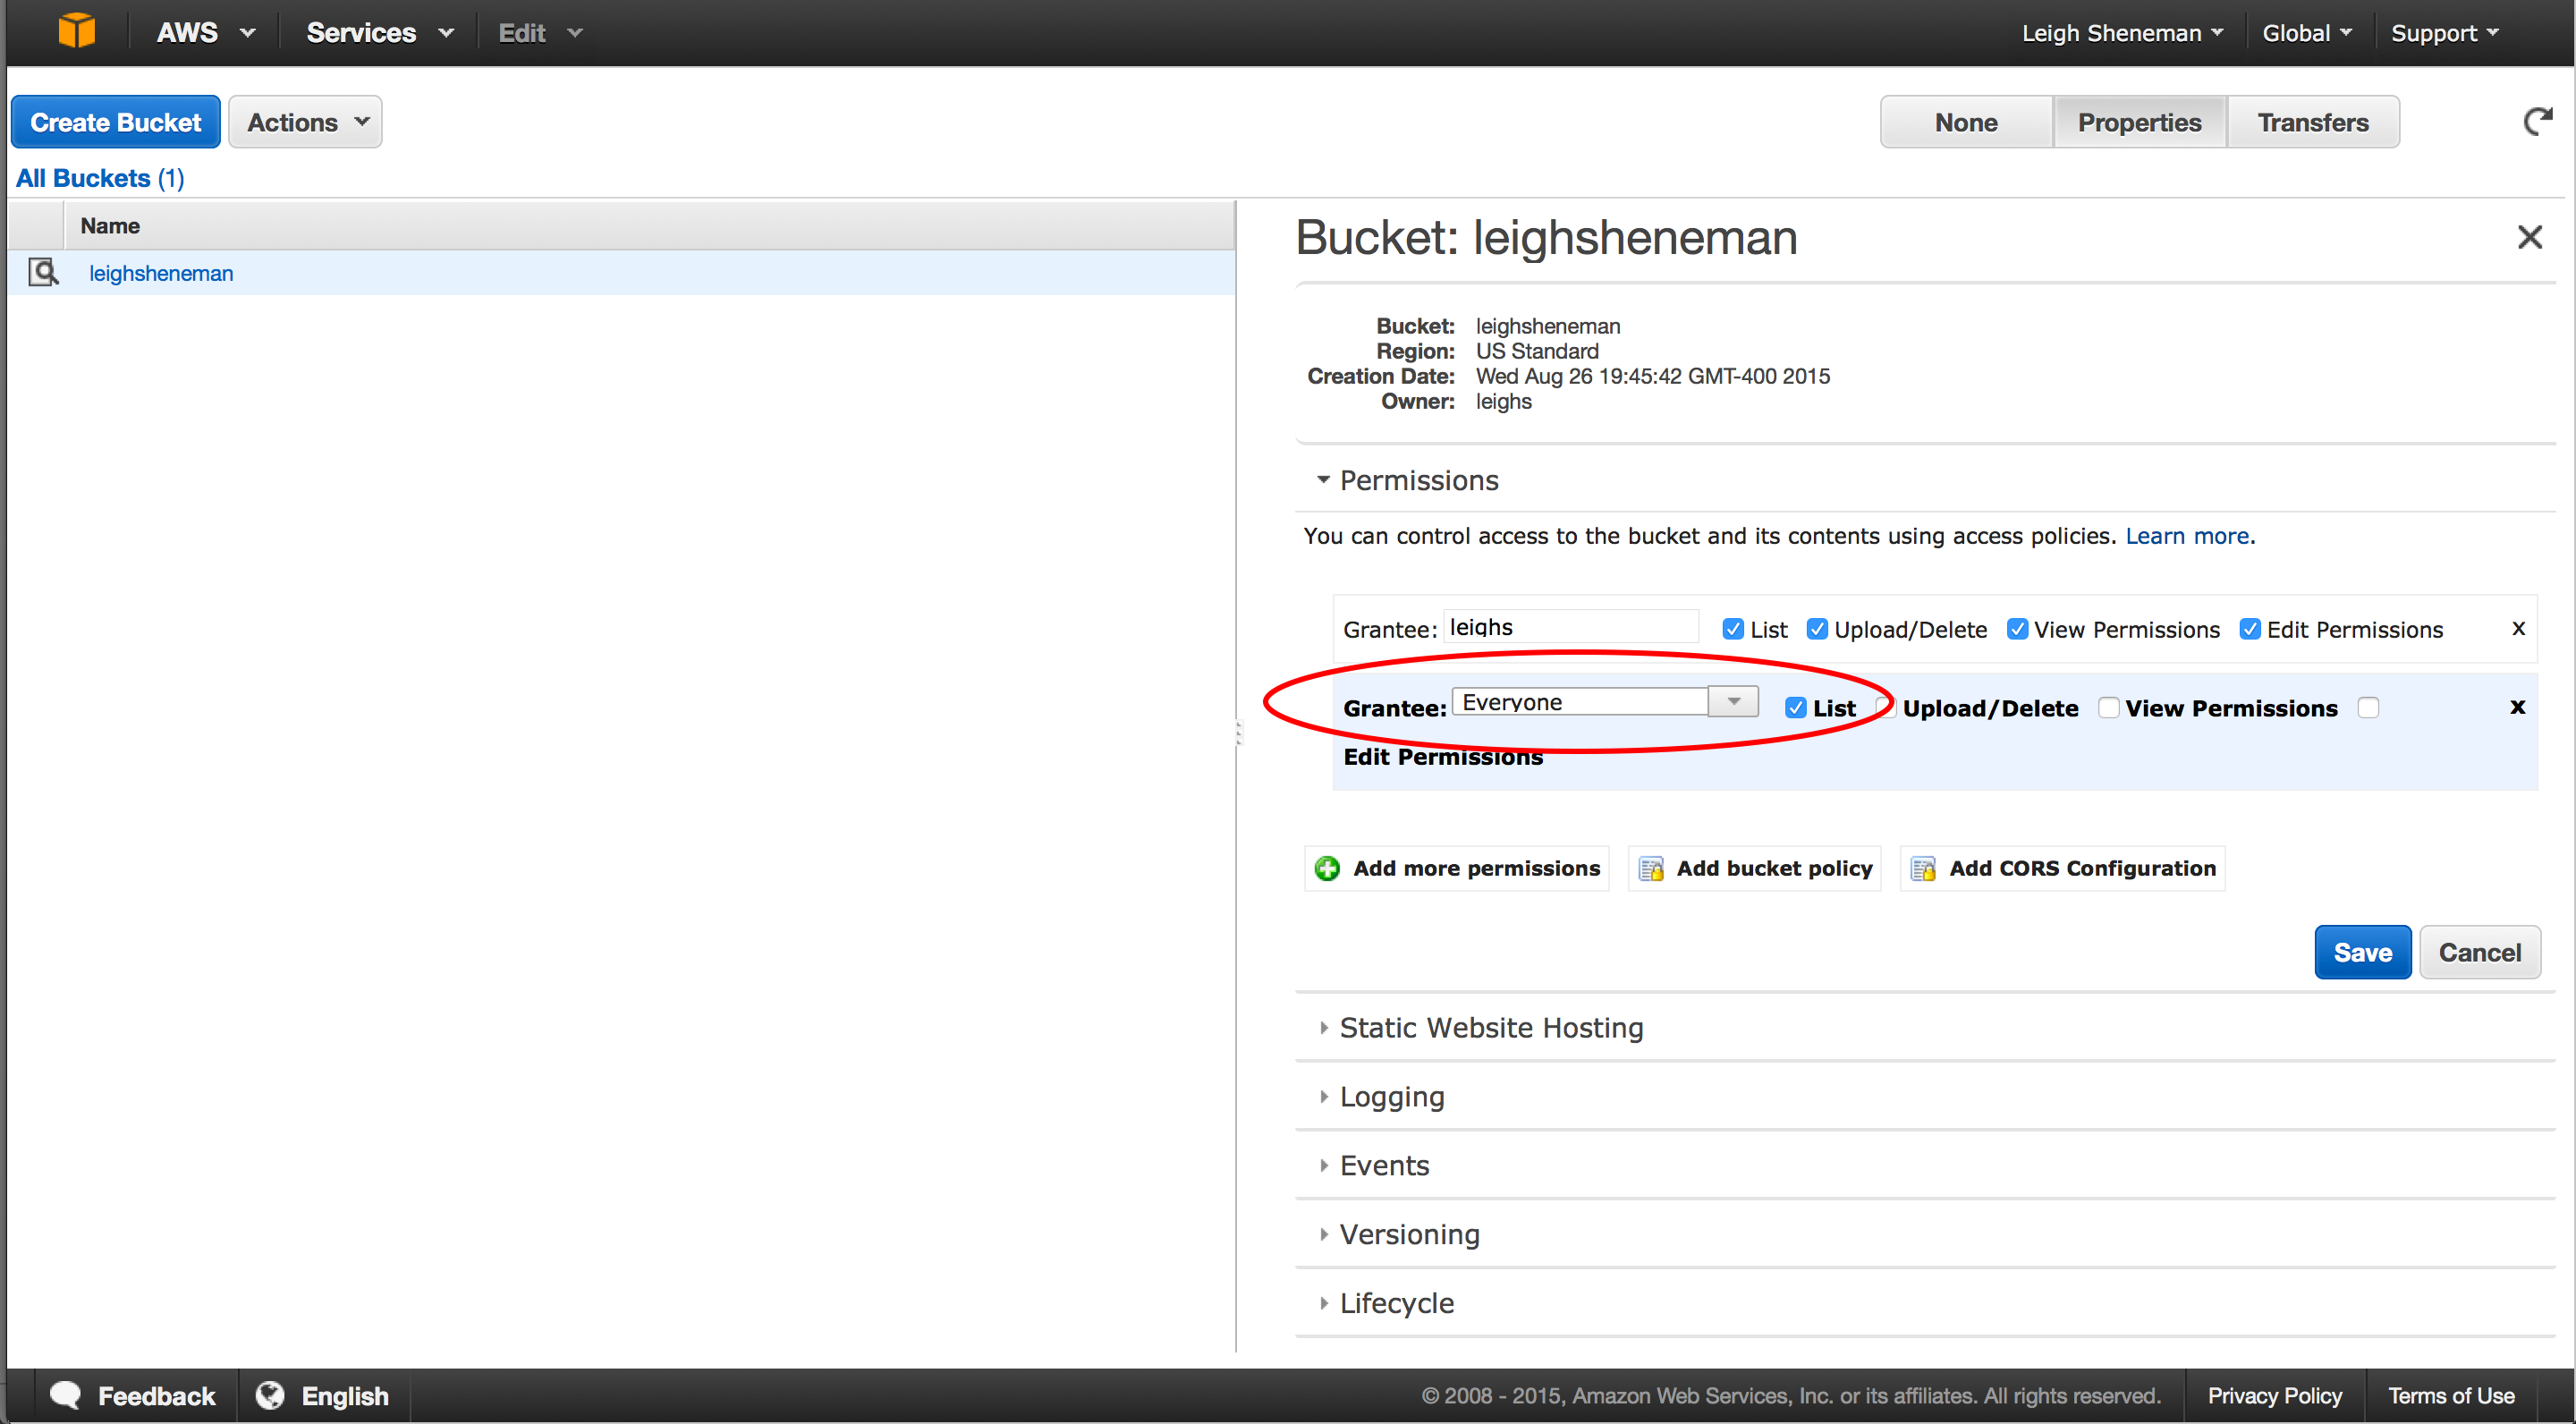 AWS Services Edit Leigh Sheneman Global Support
Create Bucket Actions None Properties Transfers
All Buckets (1)
Name
leighsheneman
Bucket: leighsheneman
Bucket: leighsheneman
Region: US Standard
Creation Date: Wed Aug 26 19:45:42 GMT-400 2015
Owner: leighs
Permissions
You can control access to the bucket and its contents using access policies. Learn more.
Grantee: leighs List Upload/Delete View Permissions Edit Permissions x
Grantee: Everyone List Upload/Delete View Permissions x
Edit Permissions
Add more permissions Add bucket policy Add CORS Configuration
Save Cancel
Static Website Hosting
Logging
Events
Versioning
Lifecycle
Feedback English © 2008 - 2015, Amazon Web Services, Inc. or its affiliates. All rights reserved. Privacy Policy Terms of Use